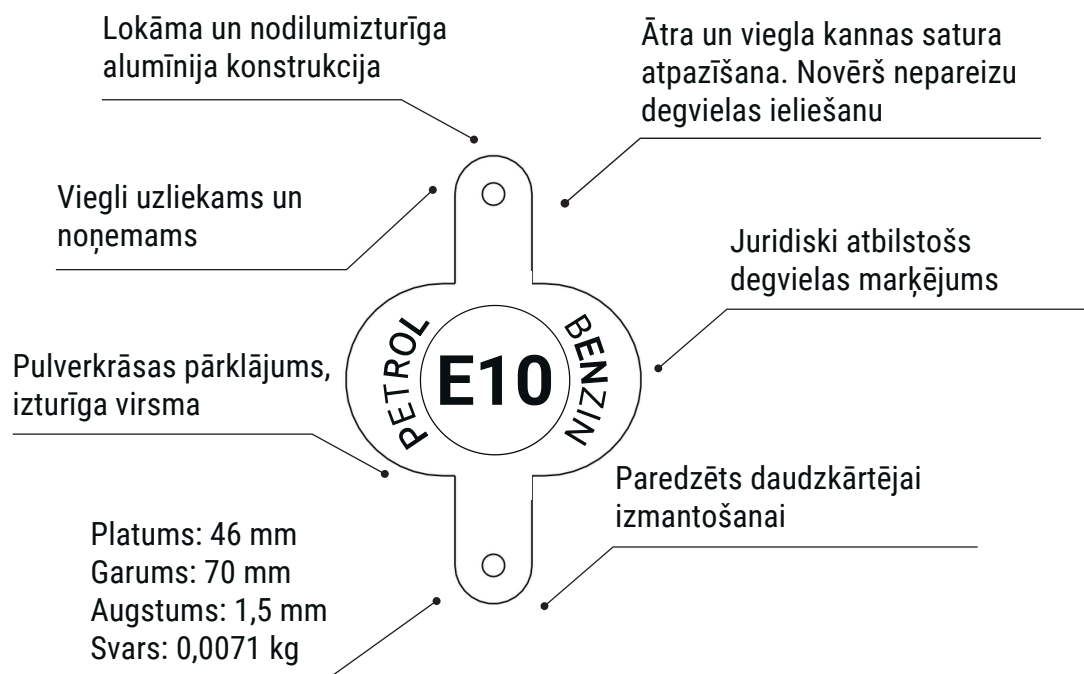 Lokāma un nodilumizturīga
alumīnija konstrukcija
Ātra un viegla kannas satura
atpazīšana. Novērš nepareizu
degvielas ieliešanu
Viegli uzliekams un
noņemams
Juridiski atbilstošs
degvielas marķējums
PETROL
E10
BENZIN
Pulverkrāsas pārklājums,
izturīga virsma
Paredzēts daudzkārtējai
izmantošanai
Platums: 46 mm
Garums: 70 mm
Augstums: 1,5 mm
Svars: 0,0071 kg